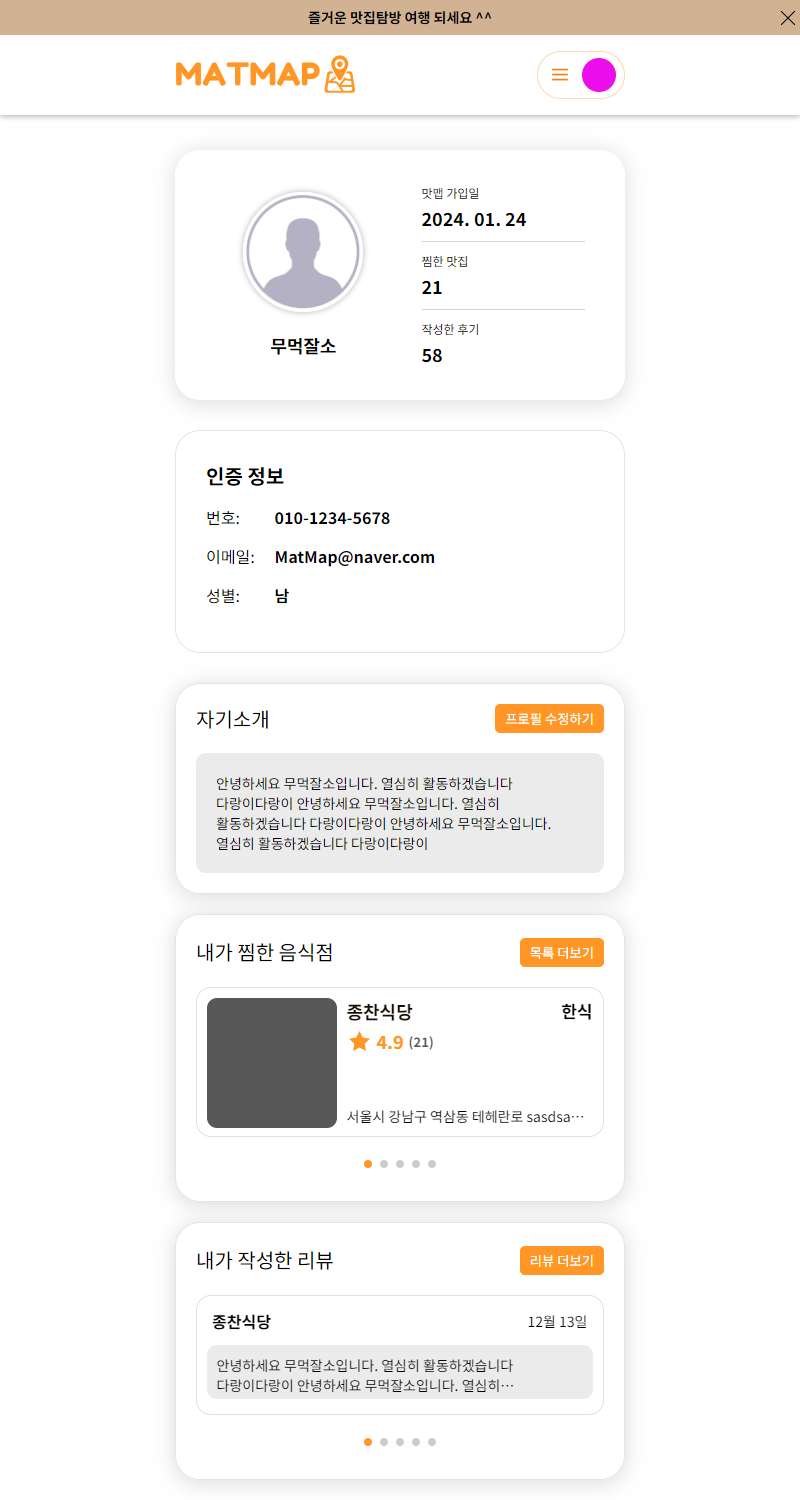 즐거운 맛집탐방 여행 되세요 ^^
MATMAP
맛맵 가입일
2024. 01. 24
찜한 맛집
21
작성한 후기
58
무먹잘소
인증 정보
번호: 010-1234-5678
이메일: MatMap@naver.com
성별: 남
자기소개
프로필 수정하기
안녕하세요 무먹잘소입니다. 열심히 활동하겠습니다
다랑이다랑이 안녕하세요 무먹잘소입니다. 열심히
활동하겠습니다 다랑이다랑이 안녕하세요 무먹잘소입니다.
열심히 활동하겠습니다 다랑이다랑이
내가 찜한 음식점
목록 더보기
종찬식당 한식
4.9 (21)
서울시 강남구 역삼동 테헤란로 sasdsa…
내가 작성한 리뷰
리뷰 더보기
종찬식당 12월 13일
안녕하세요 무먹잘소입니다. 열심히 활동하겠습니다
다랑이다랑이 안녕하세요 무먹잘소입니다. 열심히…